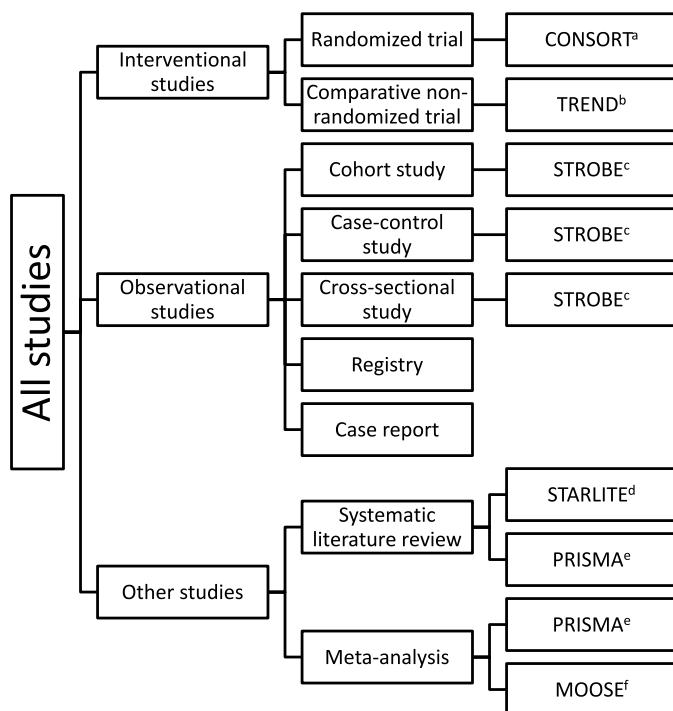 All studies
Interventional
studies
Randomized trial
CONSORTᵃ
Comparative non-
randomized trial
TRENDᵇ
Observational
studies
Cohort study
STROBEᶜ
Case-control
study
STROBEᶜ
Cross-sectional
study
STROBEᶜ
Registry
Case report
Other studies
Systematic
literature review
STARLITEᵈ
PRISMAᵉ
Meta-analysis
PRISMAᵉ
MOOSEᶠ